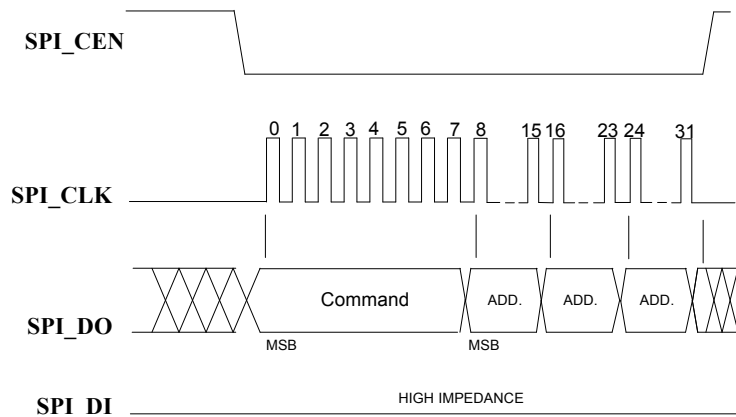 SPI_CEN
0 1 2 3 4 5 6 7 8 15 16 23 24 31
SPI_CLK
Command ADD. ADD. ADD.
SPI_DO
MSB MSB
HIGH IMPEDANCE
SPI_DI